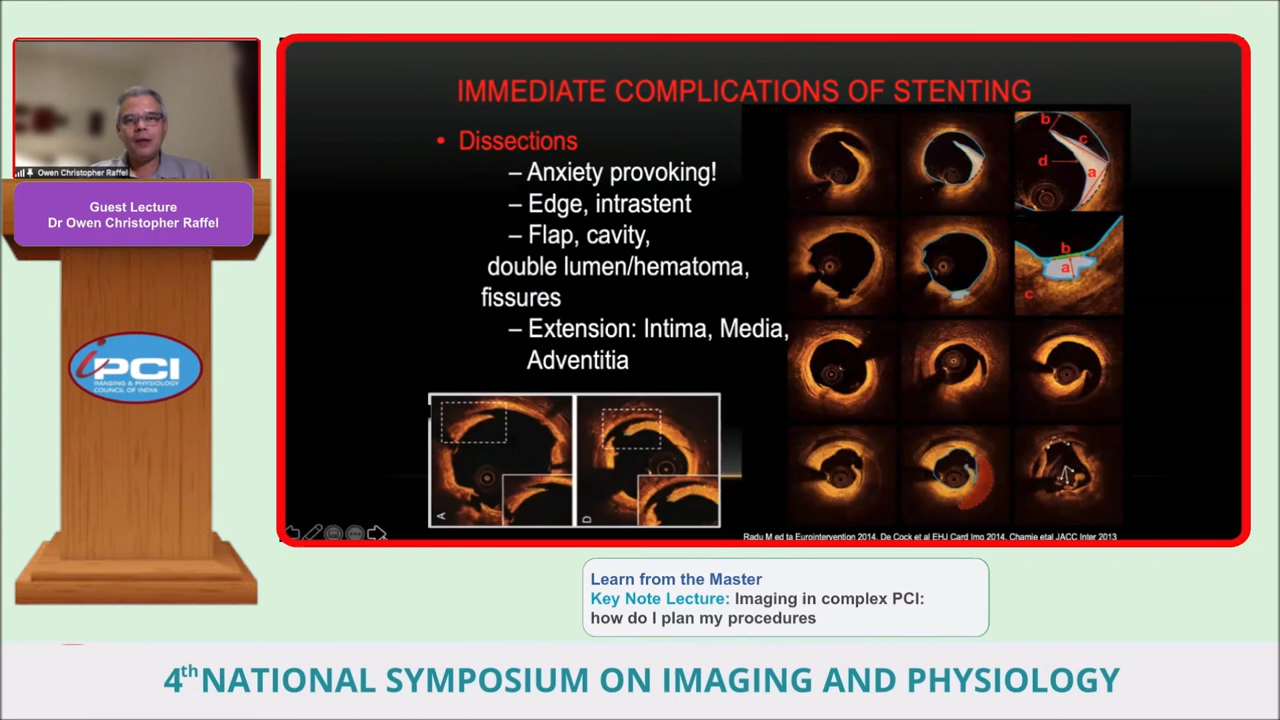 Owen Christopher Raffel
Guest Lecture
Dr Owen Christopher Raffel
iPCI
IMAGING & PHYSIOLOGY
COUNCIL OF INDIA
IMMEDIATE COMPLICATIONS OF STENTING
• Dissections
– Anxiety provoking!
– Edge, intrastent
– Flap, cavity,
double lumen/hematoma,
fissures
– Extension: Intima, Media,
Adventitia
A
D
b
c
d
a
b
a
c
Radu M ed ta Eurointervention 2014, De Cock et al EHJ Card Img 2014, Chamie etal JACC Inter 2013
Learn from the Master
Key Note Lecture: Imaging in complex PCI:
how do I plan my procedures
4th NATIONAL SYMPOSIUM ON IMAGING AND PHYSIOLOGY